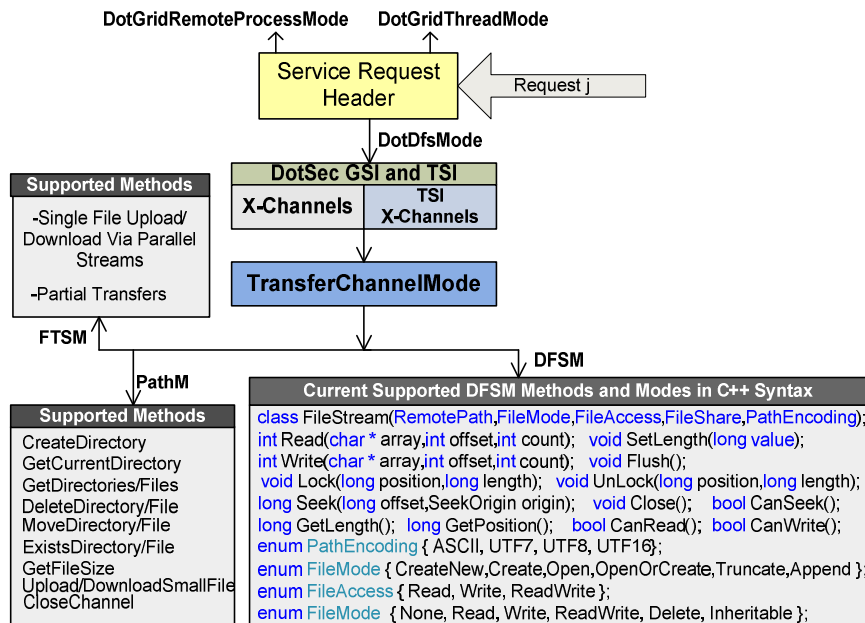 DotGridRemoteProcessMode
DotGridThreadMode
Service Request
Header
Request j
DotDfsMode
DotSec GSI and TSI
X-Channels
TSI
X-Channels
TransferChannelMode
Supported Methods
-Single File Upload/
Download Via Parallel
Streams
-Partial Transfers
FTSM
PathM
DFSM
Supported Methods
CreateDirectory
GetCurrentDirectory
GetDirectories/Files
DeleteDirectory/File
MoveDirectory/File
ExistsDirectory/File
GetFileSize
Upload/DownloadSmallFile
CloseChannel
Current Supported DFSM Methods and Modes in C++ Syntax
class FileStream(RemotePath,FileMode,FileAccess,FileShare,PathEncoding);
int Read(char * array,int offset,int count); void SetLength(long value);
int Write(char * array,int offset,int count); void Flush();
void Lock(long position,long length); void UnLock(long position,long length);
long Seek(long offset,SeekOrigin origin); void Close(); bool CanSeek();
long GetLength(); long GetPosition(); bool CanRead(); bool CanWrite();
enum PathEncoding { ASCII, UTF7, UTF8, UTF16};
enum FileMode { CreateNew,Create,Open,OpenOrCreate,Truncate,Append };
enum FileAccess { Read, Write, ReadWrite };
enum FileMode { None, Read, Write, ReadWrite, Delete, Inheritable };